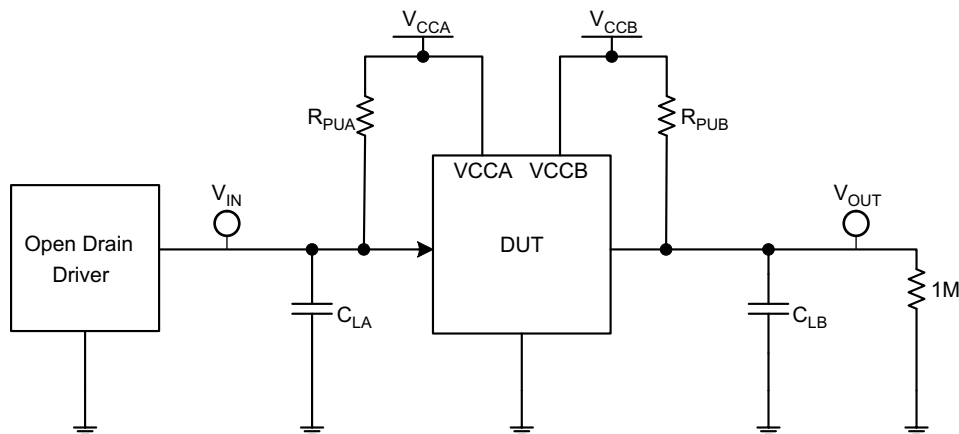 V_CCA
V_CCB
R_PUA
R_PUB
VCCA VCCB
V_IN
V_OUT
Open Drain
Driver
DUT
1M
C_LA
C_LB